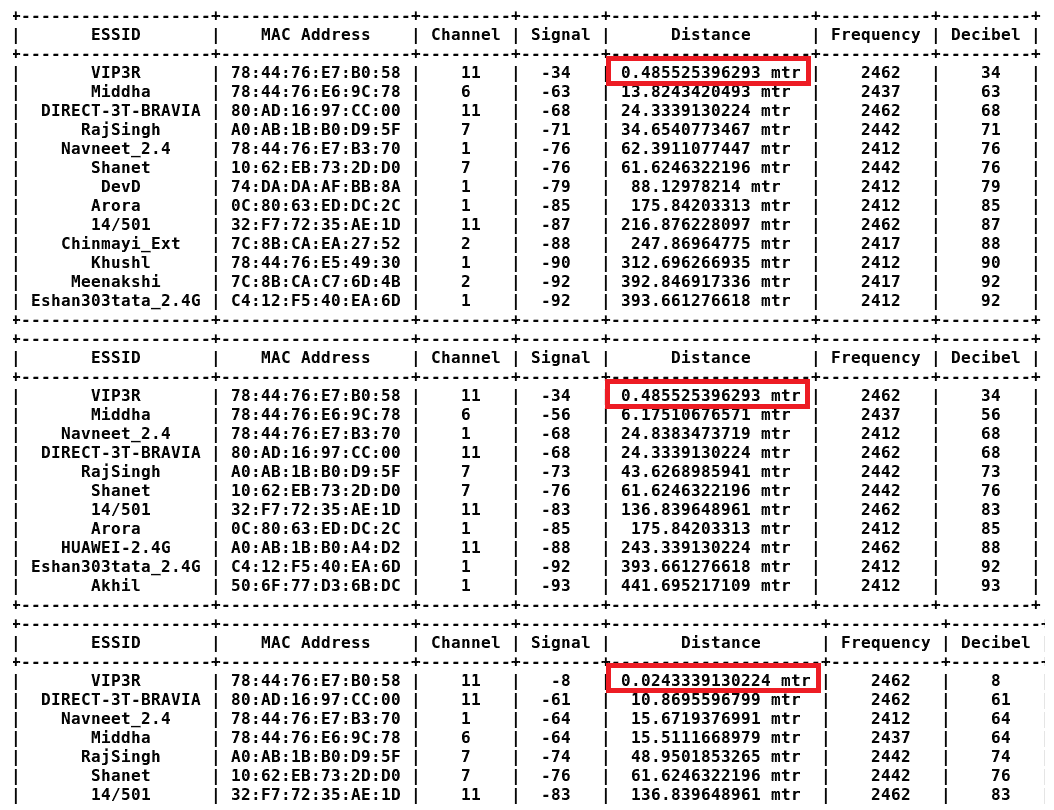 +-------------------+-------------------+---------+--------+--------------------+-----------+---------+
|       ESSID       |    MAC Address    | Channel | Signal |      Distance      | Frequency | Decibel |
+-------------------+-------------------+---------+--------+--------------------+-----------+---------+
|       VIP3R       | 78:44:76:E7:B0:58 |    11   |  -34   | 0.485525396293 mtr |    2462   |    34   |
|       Middha      | 78:44:76:E6:9C:78 |    6    |  -63   | 13.8243420493 mtr  |    2437   |    63   |
|  DIRECT-3T-BRAVIA | 80:AD:16:97:CC:00 |    11   |  -68   | 24.3339130224 mtr  |    2462   |    68   |
|      RajSingh     | A0:AB:1B:B0:D9:5F |    7    |  -71   | 34.6540773467 mtr  |    2442   |    71   |
|    Navneet_2.4    | 78:44:76:E7:B3:70 |    1    |  -76   | 62.3911077447 mtr  |    2412   |    76   |
|       Shanet      | 10:62:EB:73:2D:D0 |    7    |  -76   | 61.6246322196 mtr  |    2442   |    76   |
|        DevD       | 74:DA:DA:AF:BB:8A |    1    |  -79   |  88.12978214 mtr   |    2412   |    79   |
|       Arora       | 0C:80:63:ED:DC:2C |    1    |  -85   |  175.84203313 mtr  |    2412   |    85   |
|       14/501      | 32:F7:72:35:AE:1D |    11   |  -87   | 216.876228097 mtr  |    2462   |    87   |
|    Chinmayi_Ext   | 7C:8B:CA:EA:27:52 |    2    |  -88   |  247.86964775 mtr  |    2417   |    88   |
|       Khushl      | 78:44:76:E5:49:30 |    1    |  -90   | 312.696266935 mtr  |    2412   |    90   |
|     Meenakshi     | 7C:8B:CA:C7:6D:4B |    2    |  -92   | 392.846917336 mtr  |    2417   |    92   |
| Eshan303tata_2.4G | C4:12:F5:40:EA:6D |    1    |  -92   | 393.661276618 mtr  |    2412   |    92   |
+-------------------+-------------------+---------+--------+--------------------+-----------+---------+
+-------------------+-------------------+---------+--------+--------------------+-----------+---------+
|       ESSID       |    MAC Address    | Channel | Signal |      Distance      | Frequency | Decibel |
+-------------------+-------------------+---------+--------+--------------------+-----------+---------+
|       VIP3R       | 78:44:76:E7:B0:58 |    11   |  -34   | 0.485525396293 mtr |    2462   |    34   |
|       Middha      | 78:44:76:E6:9C:78 |    6    |  -56   | 6.17510676571 mtr  |    2437   |    56   |
|    Navneet_2.4    | 78:44:76:E7:B3:70 |    1    |  -68   | 24.8383473719 mtr  |    2412   |    68   |
|  DIRECT-3T-BRAVIA | 80:AD:16:97:CC:00 |    11   |  -68   | 24.3339130224 mtr  |    2462   |    68   |
|      RajSingh     | A0:AB:1B:B0:D9:5F |    7    |  -73   | 43.6268985941 mtr  |    2442   |    73   |
|       Shanet      | 10:62:EB:73:2D:D0 |    7    |  -76   | 61.6246322196 mtr  |    2442   |    76   |
|       14/501      | 32:F7:72:35:AE:1D |    11   |  -83   | 136.839648961 mtr  |    2462   |    83   |
|       Arora       | 0C:80:63:ED:DC:2C |    1    |  -85   |  175.84203313 mtr  |    2412   |    85   |
|    HUAWEI-2.4G    | A0:AB:1B:B0:A4:D2 |    11   |  -88   | 243.339130224 mtr  |    2462   |    88   |
| Eshan303tata_2.4G | C4:12:F5:40:EA:6D |    1    |  -92   | 393.661276618 mtr  |    2412   |    92   |
|       Akhil       | 50:6F:77:D3:6B:DC |    1    |  -93   | 441.695217109 mtr  |    2412   |    93   |
+-------------------+-------------------+---------+--------+--------------------+-----------+---------+
+-------------------+-------------------+---------+--------+---------------------+-----------+---------+
|       ESSID       |    MAC Address    | Channel | Signal |       Distance      | Frequency | Decibel |
+-------------------+-------------------+---------+--------+---------------------+-----------+---------+
|       VIP3R       | 78:44:76:E7:B0:58 |    11   |   -8   | 0.0243339130224 mtr |    2462   |    8    |
|  DIRECT-3T-BRAVIA | 80:AD:16:97:CC:00 |    11   |  -61   |  10.8695596799 mtr  |    2462   |    61   |
|    Navneet_2.4    | 78:44:76:E7:B3:70 |    1    |  -64   |  15.6719376991 mtr  |    2412   |    64   |
|       Middha      | 78:44:76:E6:9C:78 |    6    |  -64   |  15.5111668979 mtr  |    2437   |    64   |
|      RajSingh     | A0:AB:1B:B0:D9:5F |    7    |  -74   |  48.9501853265 mtr  |    2442   |    74   |
|       Shanet      | 10:62:EB:73:2D:D0 |    7    |  -76   |  61.6246322196 mtr  |    2442   |    76   |
|       14/501      | 32:F7:72:35:AE:1D |    11   |  -83   |  136.839648961 mtr  |    2462   |    83   |